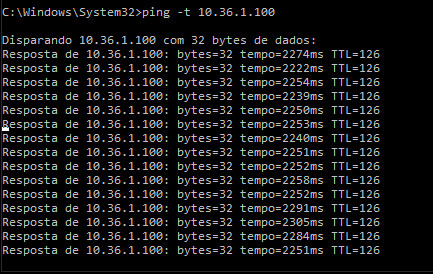 C:\Windows\System32>ping -t 10.36.1.100
Disparando 10.36.1.100 com 32 bytes de dados:
Resposta de 10.36.1.100: bytes=32 tempo=2274ms TTL=126
Resposta de 10.36.1.100: bytes=32 tempo=2222ms TTL=126
Resposta de 10.36.1.100: bytes=32 tempo=2254ms TTL=126
Resposta de 10.36.1.100: bytes=32 tempo=2239ms TTL=126
Resposta de 10.36.1.100: bytes=32 tempo=2250ms TTL=126
Resposta de 10.36.1.100: bytes=32 tempo=2253ms TTL=126
Resposta de 10.36.1.100: bytes=32 tempo=2240ms TTL=126
Resposta de 10.36.1.100: bytes=32 tempo=2251ms TTL=126
Resposta de 10.36.1.100: bytes=32 tempo=2252ms TTL=126
Resposta de 10.36.1.100: bytes=32 tempo=2258ms TTL=126
Resposta de 10.36.1.100: bytes=32 tempo=2252ms TTL=126
Resposta de 10.36.1.100: bytes=32 tempo=2291ms TTL=126
Resposta de 10.36.1.100: bytes=32 tempo=2305ms TTL=126
Resposta de 10.36.1.100: bytes=32 tempo=2284ms TTL=126
Resposta de 10.36.1.100: bytes=32 tempo=2251ms TTL=126